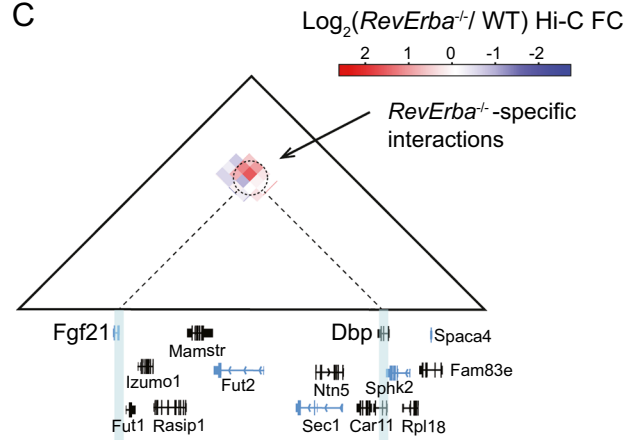 C
Log₂(RevErba⁻/⁻/ WT) Hi-C FC
2 1 0 -1 -2
RevErba⁻/⁻-specific
interactions
Fgf21
Dbp
Spaca4
Mamstr
Izumo1
Fut2
Ntn5
Sphk2
Fam83e
Fut1
Rasip1
Sec1
Car11
Rpl18